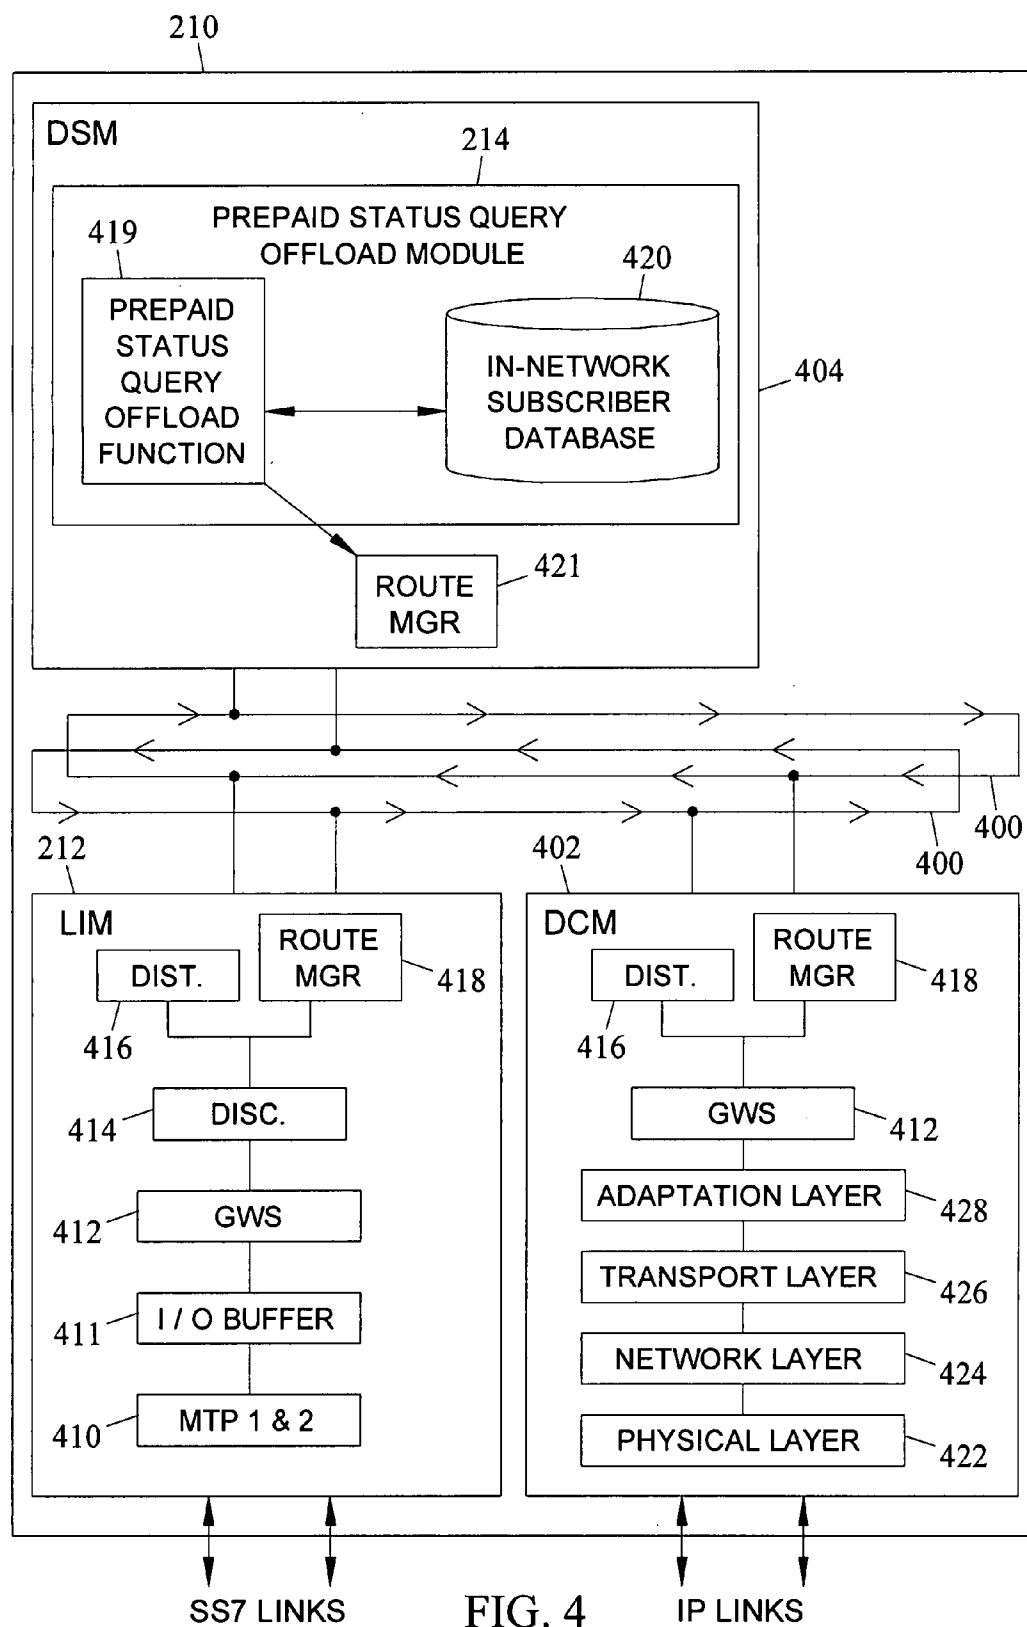 210
DSM
214
PREPAID STATUS QUERY
OFFLOAD MODULE
419
420
PREPAID
STATUS
QUERY
OFFLOAD
FUNCTION
IN-NETWORK
SUBSCRIBER
DATABASE
404
ROUTE
MGR
421
400
400
212
402
LIM
ROUTE
MGR
DIST.
418
416
DISC.
414
GWS
412
I / O BUFFER
411
MTP 1 & 2
410
DCM
ROUTE
MGR
DIST.
418
416
GWS
412
ADAPTATION LAYER
428
TRANSPORT LAYER
426
NETWORK LAYER
424
PHYSICAL LAYER
422
SS7 LINKS
FIG. 4
IP LINKS